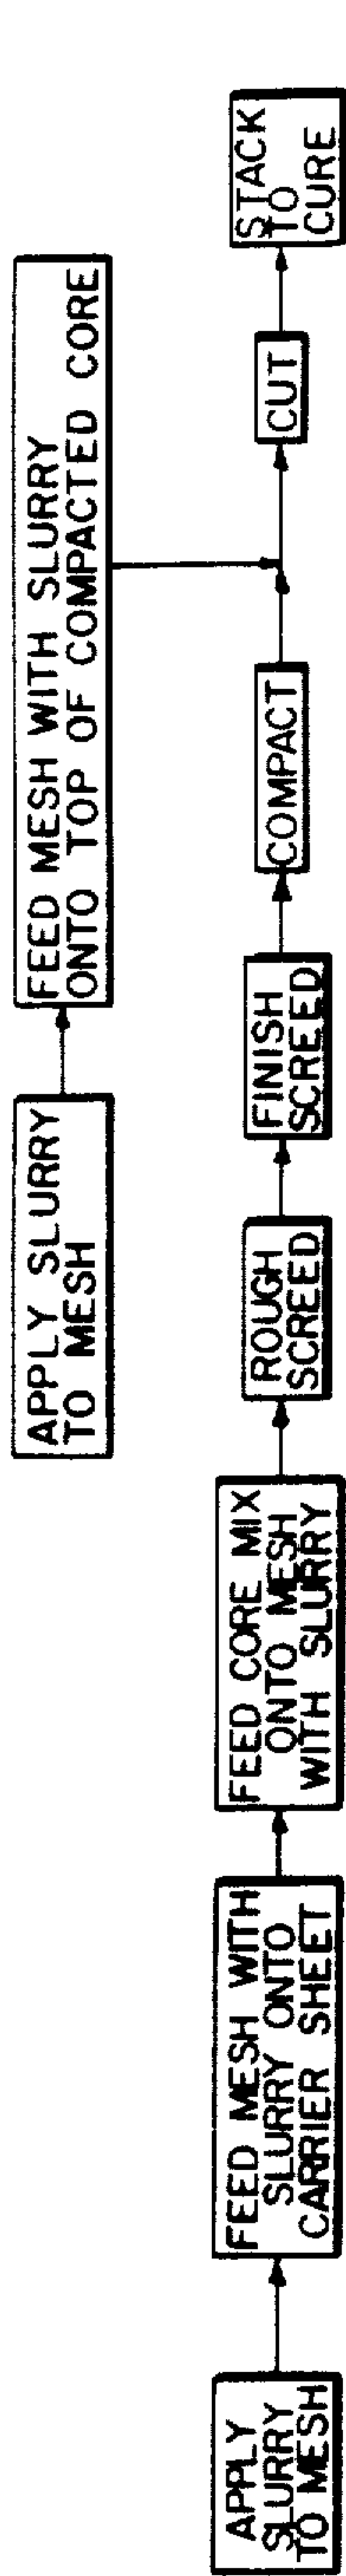 APPLY SLURRY
TO MESH
FEED MESH WITH SLURRY
ONTO TOP OF COMPACTED CORE
APPLY
SLURRY
TO MESH
FEED MESH WITH
SLURRY ONTO
CARRIER SHEET
FEED CORE MIX
ONTO MESH
WITH SLURRY
ROUGH
SCREED
FINISH
SCREED
COMPACT
CUT
STACK
TO
CURE